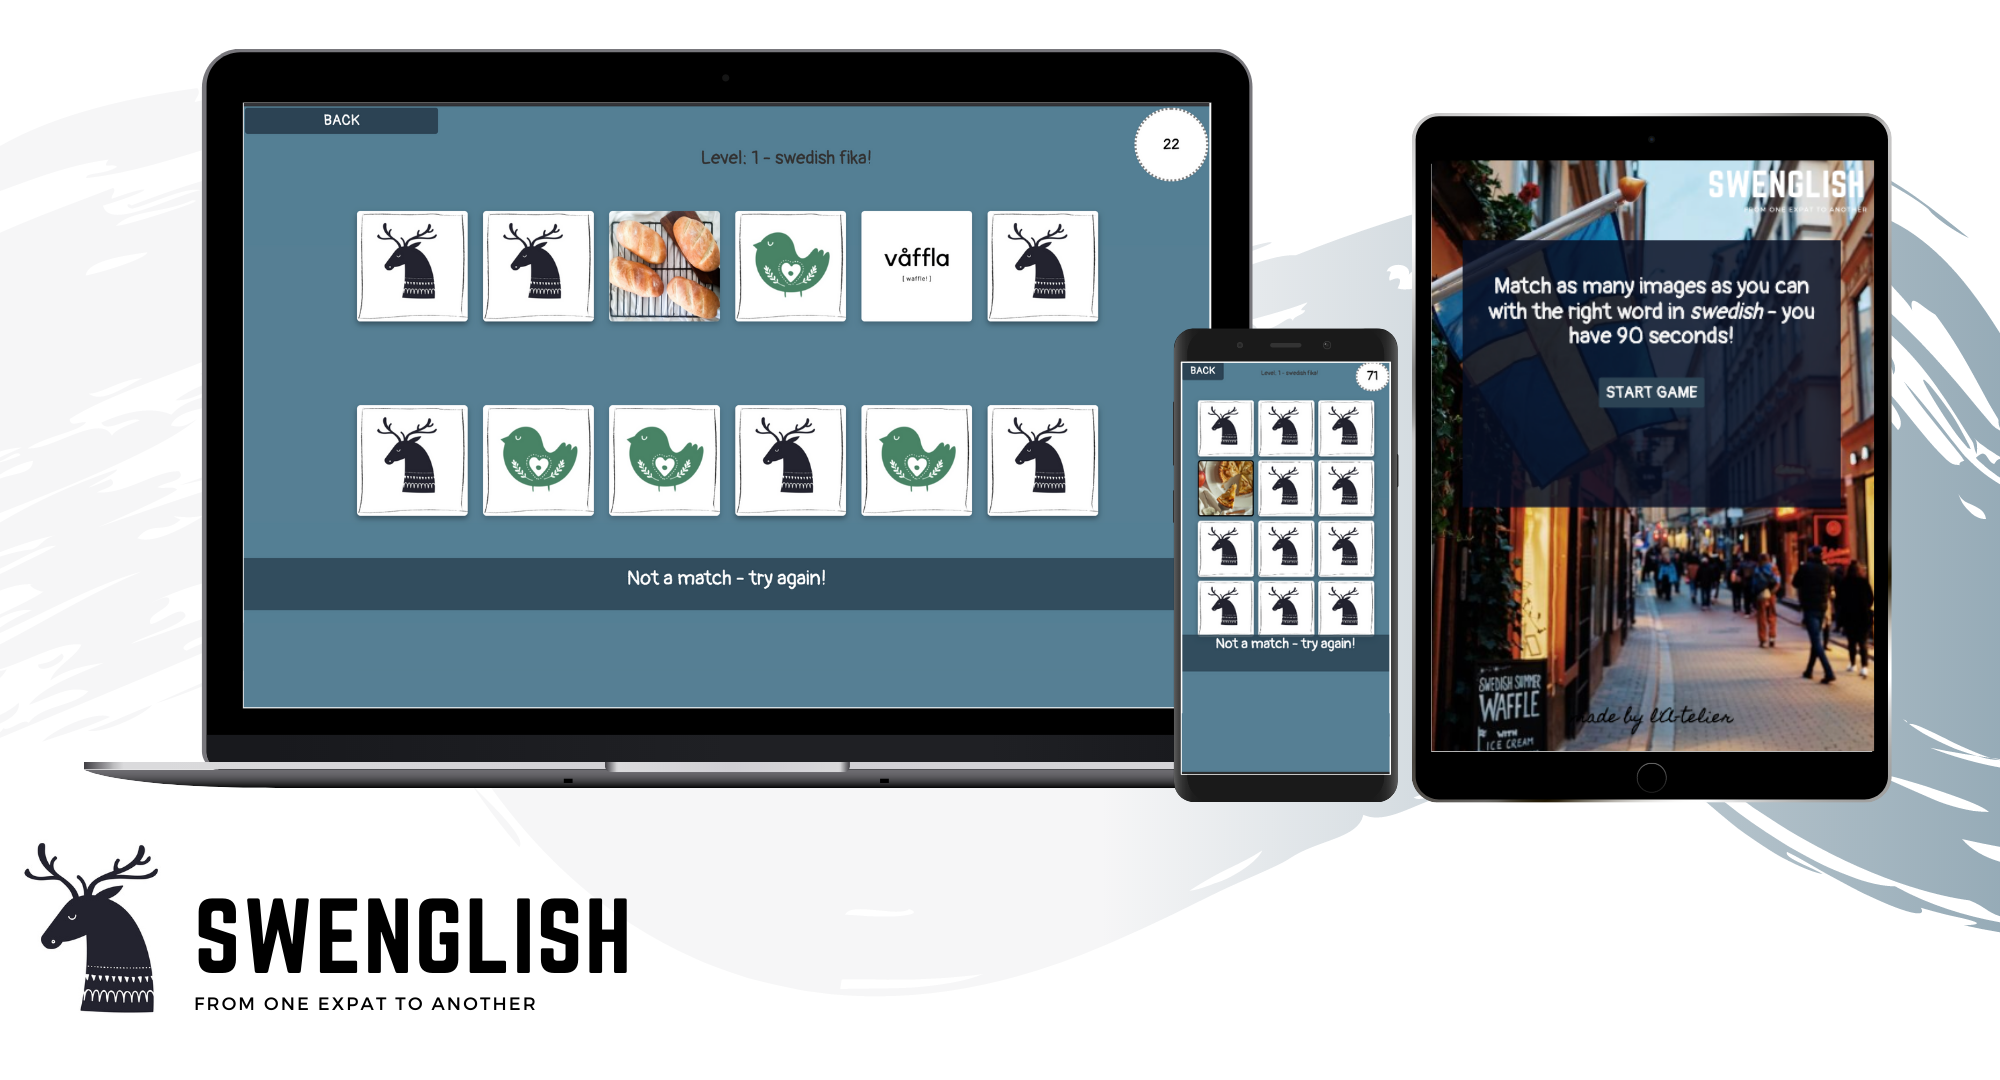 BACK
22
Level: 1 - swedish fika!
våffla
[ waffle! ]
Not a match - try again!
BACK
Level: 1 - swedish fika!
71
Not a match - try again!
SWENGLISH
FROM ONE EXPAT TO ANOTHER
Match as many images as you can
with the right word in swedish - you
have 90 seconds!
START GAME
SWEDISH SUMMER
WAFFLE
WITH
ICE CREAM
made by lA-telier
SWENGLISH
FROM ONE EXPAT TO ANOTHER